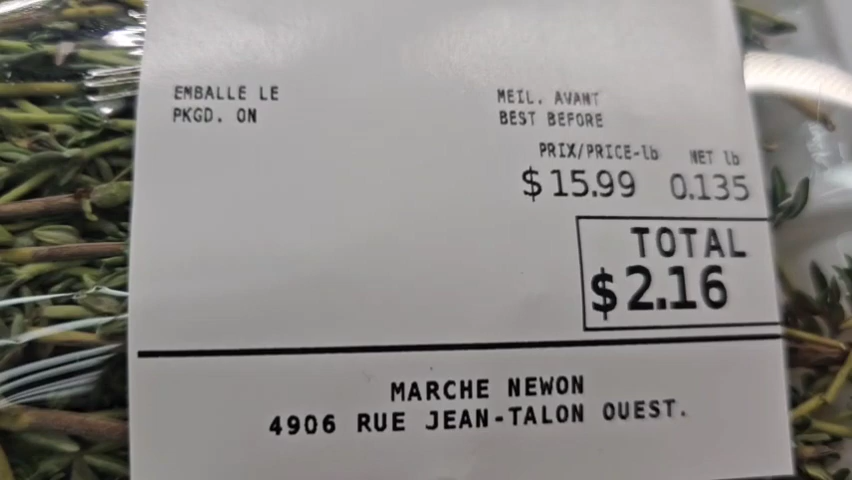 EMBALLE LE
PKGD. ON
MEIL. AVANT
BEST BEFORE
PRIX/PRICE-lb NET lb
$15.99 0.135
TOTAL
$2.16
MARCHE NEWON
4906 RUE JEAN-TALON OUEST.